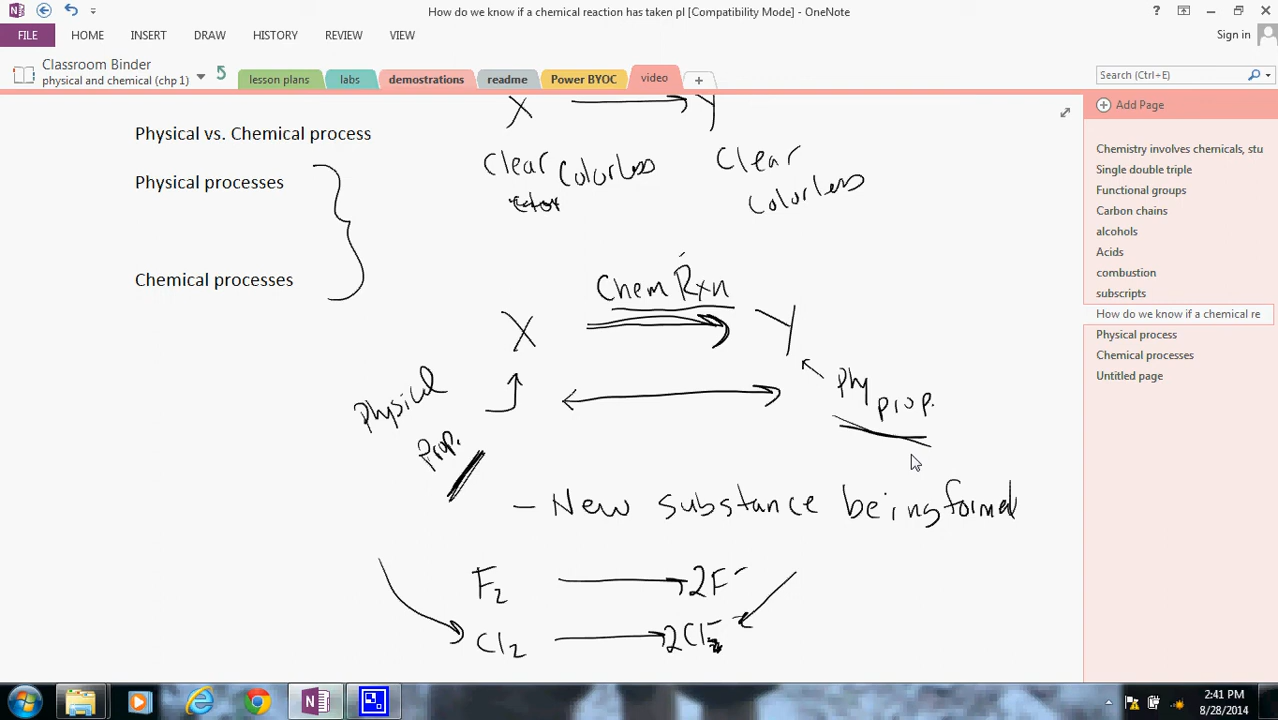 How do we know if a chemical reaction has taken pl [Compatibility Mode] - OneNote
FILE HOME INSERT DRAW HISTORY REVIEW VIEW
Sign in
Classroom Binder
physical and chemical (chp 1)
lesson plans labs demostrations readme Power BYOC video
Search (Ctrl+E)
Add Page
Chemistry involves chemicals, stu
Single double triple
Functional groups
Carbon chains
alcohols
Acids
combustion
subscripts
How do we know if a chemical re
Physical process
Chemical processes
Untitled page
Physical vs. Chemical process
Physical processes
Chemical processes
X → Y
Clear Colorless
Clear
Colorless
Chem Rxn
X → Y
Physical
Prop.
Phy
prop.
- New substance being formed
F₂ → 2F⁻
Cl₂ → 2Cl⁻
2:41 PM
8/28/2014